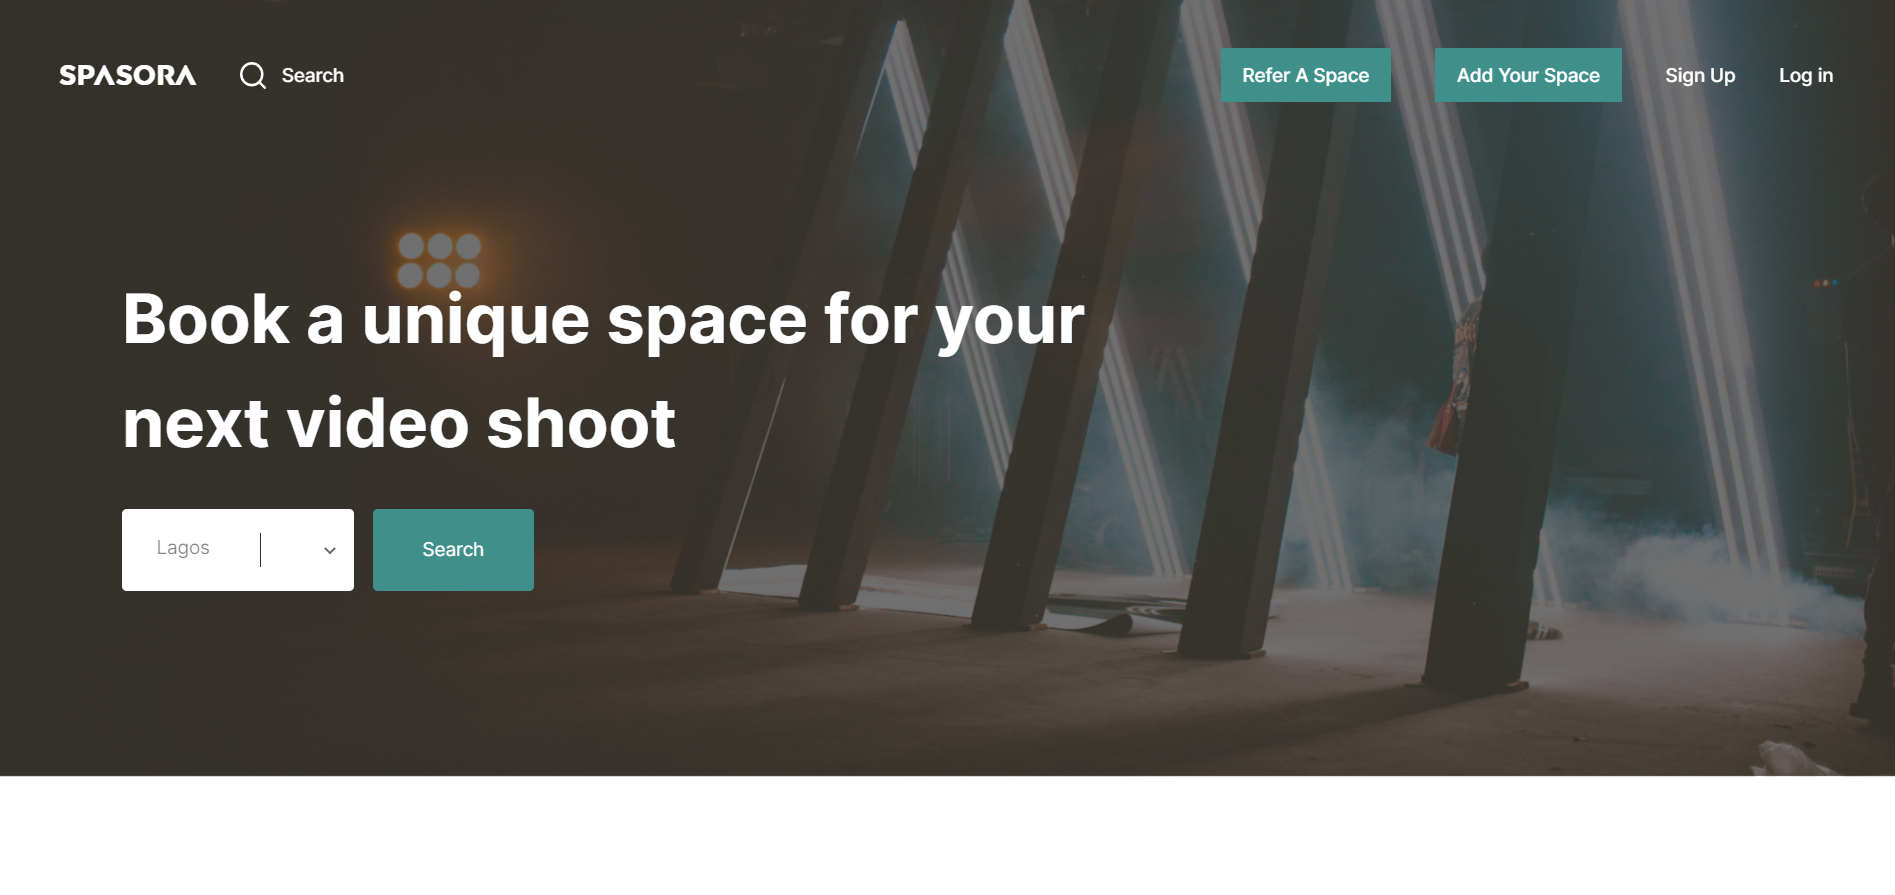 SPASORA
Search
Refer A Space
Add Your Space
Sign Up
Log in
Book a unique space for your
next video shoot
Lagos
Search